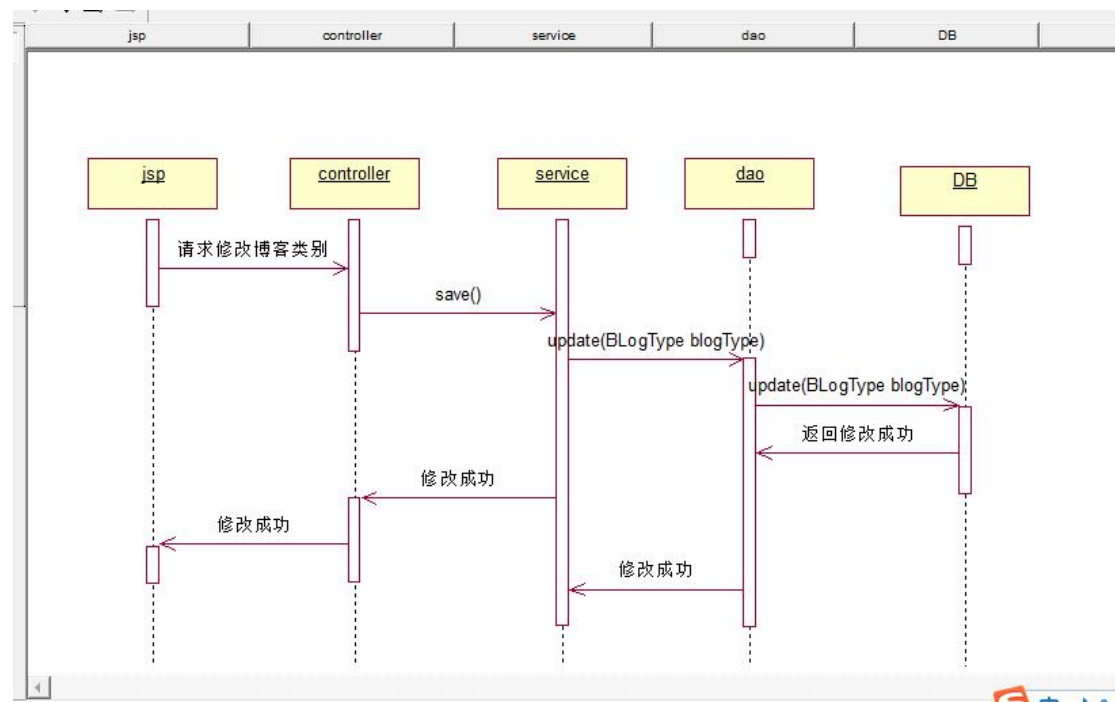 jsp controller service dao DB
jsp controller service dao DB
请求修改博客类别
save()
update(BLogType blogType)
update(BLogType blogType)
返回修改成功
修改成功
修改成功
修改成功